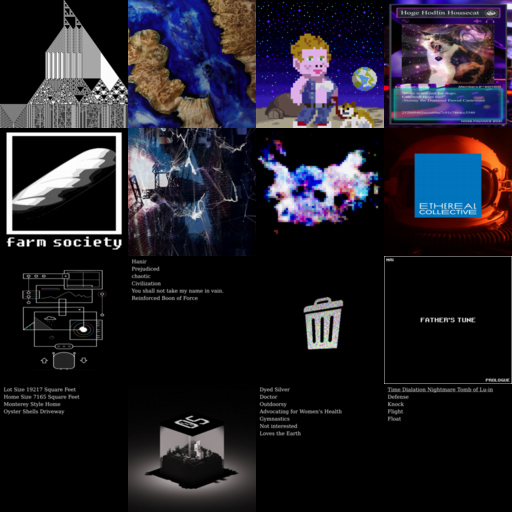 Huge Hodlin Housecat
farm society
ETHEREAL
COLLECTIVE
Hanir
Prejudiced
chaotic
Civilization
You shall not take my name in vain.
Reinforced Boon of Force
FATHER'S TUNE
PROLOGUE
Lot Size 19217 Square Feet
Home Size 7165 Square Feet
Monterey Style Home
Oyster Shells Driveway
05
Dyed Silver
Doctor
Outdoorsy
Advocating for Women's Health
Gymnastics
Not interested
Loves the Earth
Time Dialation Nightmare Tomb of Lu-in
Defense
Knock
Flight
Float